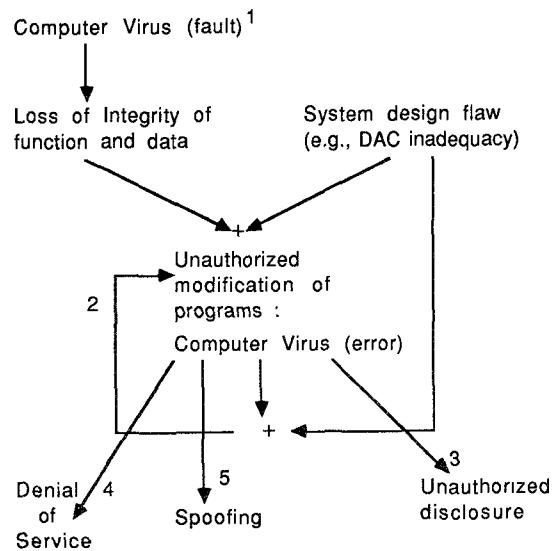 Computer Virus (fault) 1
Loss of Integrity of
function and data
System design flaw
(e.g., DAC inadequacy)
+
Unauthorized
modification of
programs :
2
Computer Virus (error)
+
3
4
5
Denial
of
Service
Spoofing
Unauthorized
disclosure